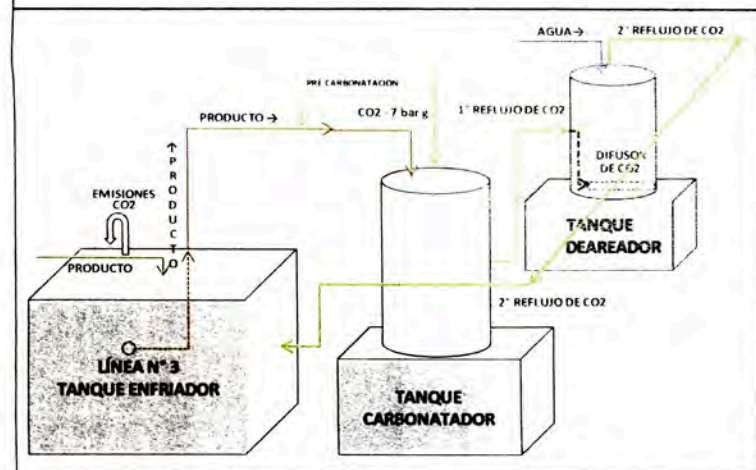 AGUA →
2° REFLUJO DE CO2
PRE CARBONATACION
PRODUCTO →
CO2 - 7 bar g
1° REFLUJO DE CO2
↑ P R O D U C T O
DIFUSOR
DE CO2
EMISIONES
CO2
TANQUE
DEAREADOR
PRODUCTO
2° REFLUJO DE CO2
LÍNEA N° 3
TANQUE ENFRIADOR
TANQUE
CARBONATADOR